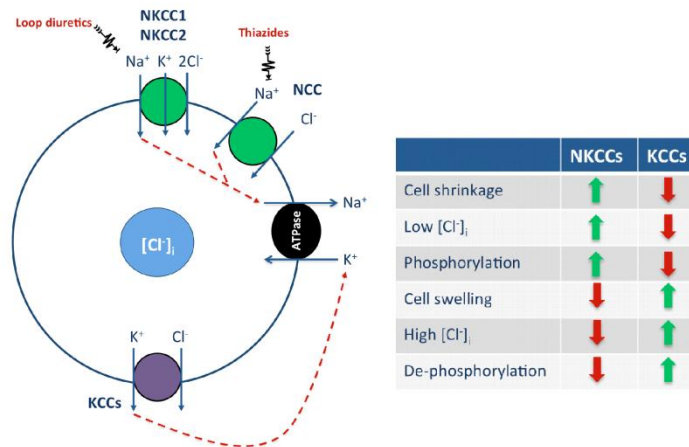 Loop diuretics
NKCC1
NKCC2
Na⁺ K⁺ 2Cl⁻
Thiazides
Na⁺
NCC
Cl⁻
[Cl⁻]ᵢ
ATPase
Na⁺
K⁺
K⁺ Cl⁻
KCCs
NKCCs KCCs
Cell shrinkage
Low [Cl⁻]ᵢ
Phosphorylation
Cell swelling
High [Cl⁻]ᵢ
De-phosphorylation